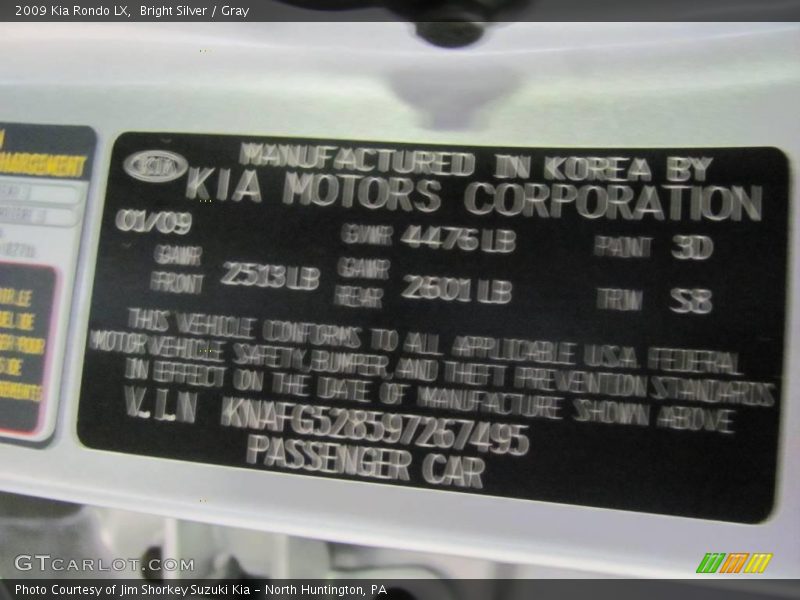 2009 Kia Rondo LX,  Bright Silver / Gray
KIA
MANUFACTURED IN KOREA BY
KIA MOTORS CORPORATION
01/09 GVWR 4476 LB PAINT 3D
GAWR FRONT 2513 LB GAWR REAR 2501 LB TRIM S8
THIS VEHICLE CONFORMS TO ALL APPLICABLE U.S.A FEDERAL
MOTOR VEHICLE SAFETY, BUMPER, AND THEFT PREVENTION STANDARDS
IN EFFECT ON THE DATE OF MANUFACTURE SHOWN ABOVE
V.I.N KNAFG528597267495
PASSENGER CAR
GTCARLOT.COM
Photo Courtesy of Jim Shorkey Suzuki Kia - North Huntington, PA